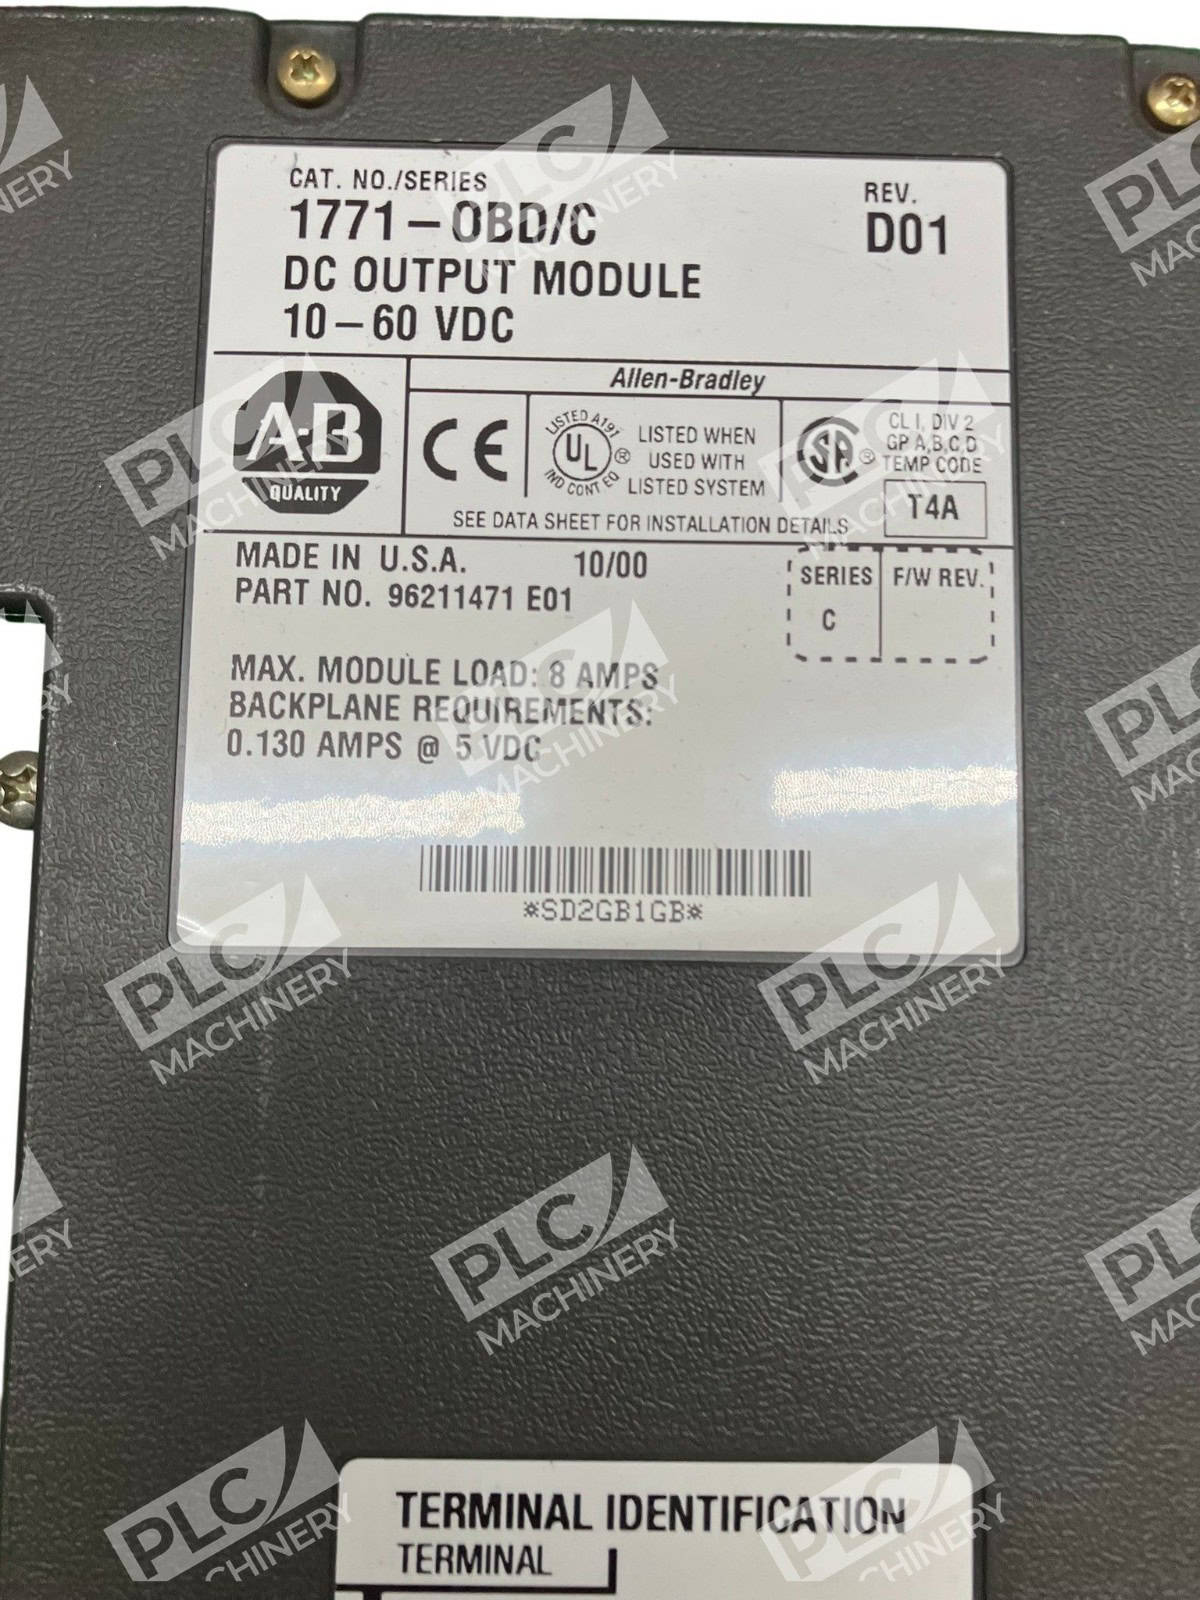 CAT. NO./SERIES
1771-OBD/C
DC OUTPUT MODULE
10-60 VDC
REV.
D01
Allen-Bradley
A-B
QUALITY
CE
LISTED A191
UL
®
IND CONT EQ
LISTED WHEN
USED WITH
LISTED SYSTEM
SA
®
CL I, DIV 2
GP A,B,C,D
TEMP CODE
T4A
SEE DATA SHEET FOR INSTALLATION DETAILS
MADE IN U.S.A. 10/00
PART NO. 96211471 E01
SERIES F/W REV.
C
MAX. MODULE LOAD: 8 AMPS
BACKPLANE REQUIREMENTS:
0.130 AMPS @ 5 VDC
*SD2GB1GB*
TERMINAL IDENTIFICATION
TERMINAL
PLC
MACHINERY